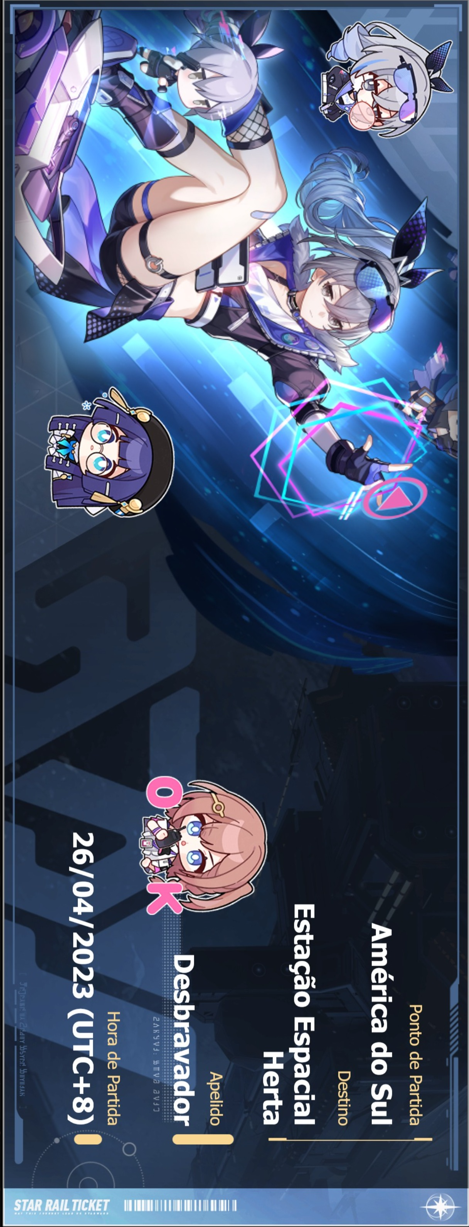 Ponto de Partida
América do Sul
Destino
Estação Espacial
Herta
Apelido
Desbravador
Hora de Partida
26/04/2023 (UTC+8)
OK
STAR RAIL TICKET